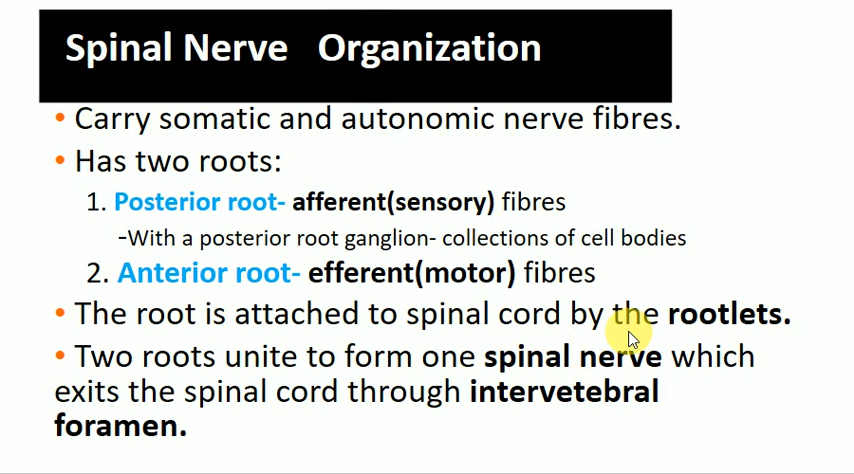 Spinal Nerve Organization
• Carry somatic and autonomic nerve fibres.
• Has two roots:
1. Posterior root- afferent(sensory) fibres
-With a posterior root ganglion- collections of cell bodies
2. Anterior root- efferent(motor) fibres
• The root is attached to spinal cord by the rootlets.
• Two roots unite to form one spinal nerve which
exits the spinal cord through intervetebral
foramen.